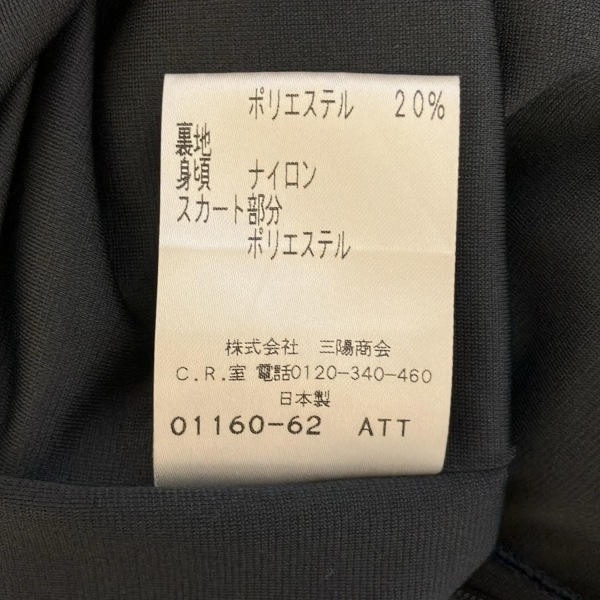 ポリエステル 20%
裏地
身頃 ナイロン
スカート部分
ポリエステル
株式会社 三陽商会
C.R.室 電話0120-340-460
日本製
01160-62 ATT